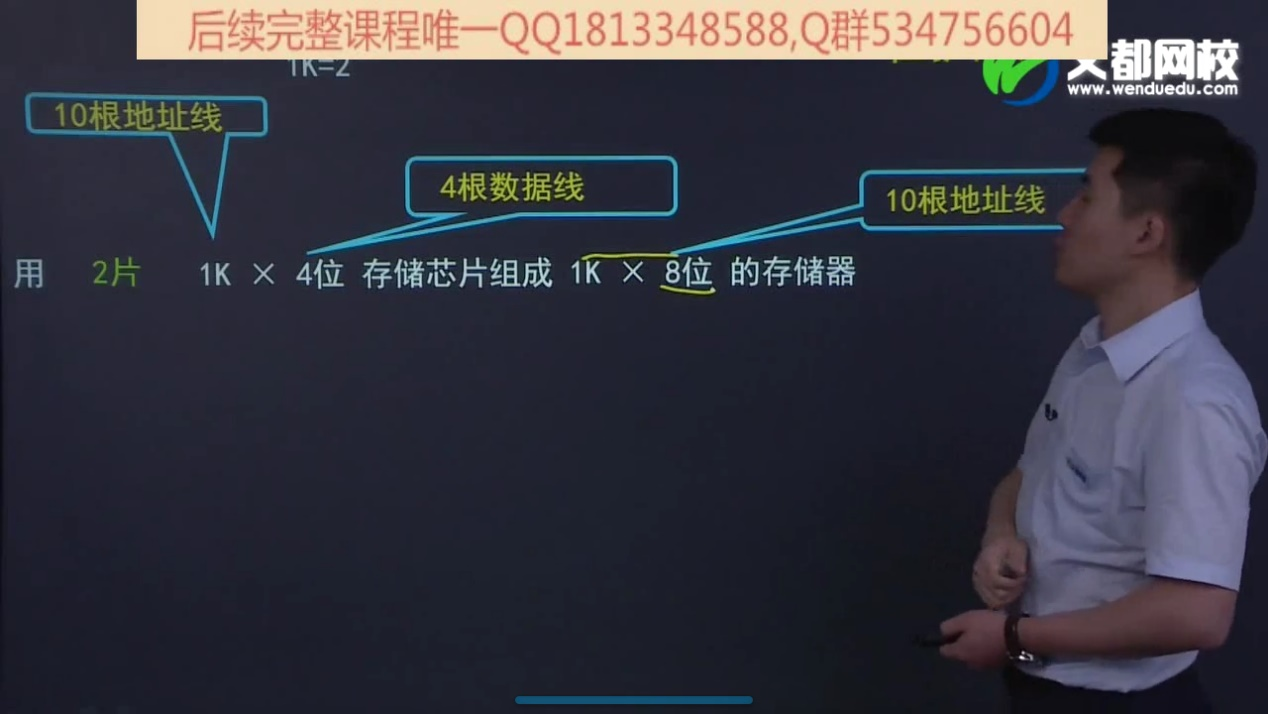 后续完整课程唯一QQ1813348588,Q群534756604
1K=2
文都网校
www.wenduedu.com
10根地址线
4根数据线
10根地址线
用 2片 1K × 4位 存储芯片组成 1K × 8位 的存储器